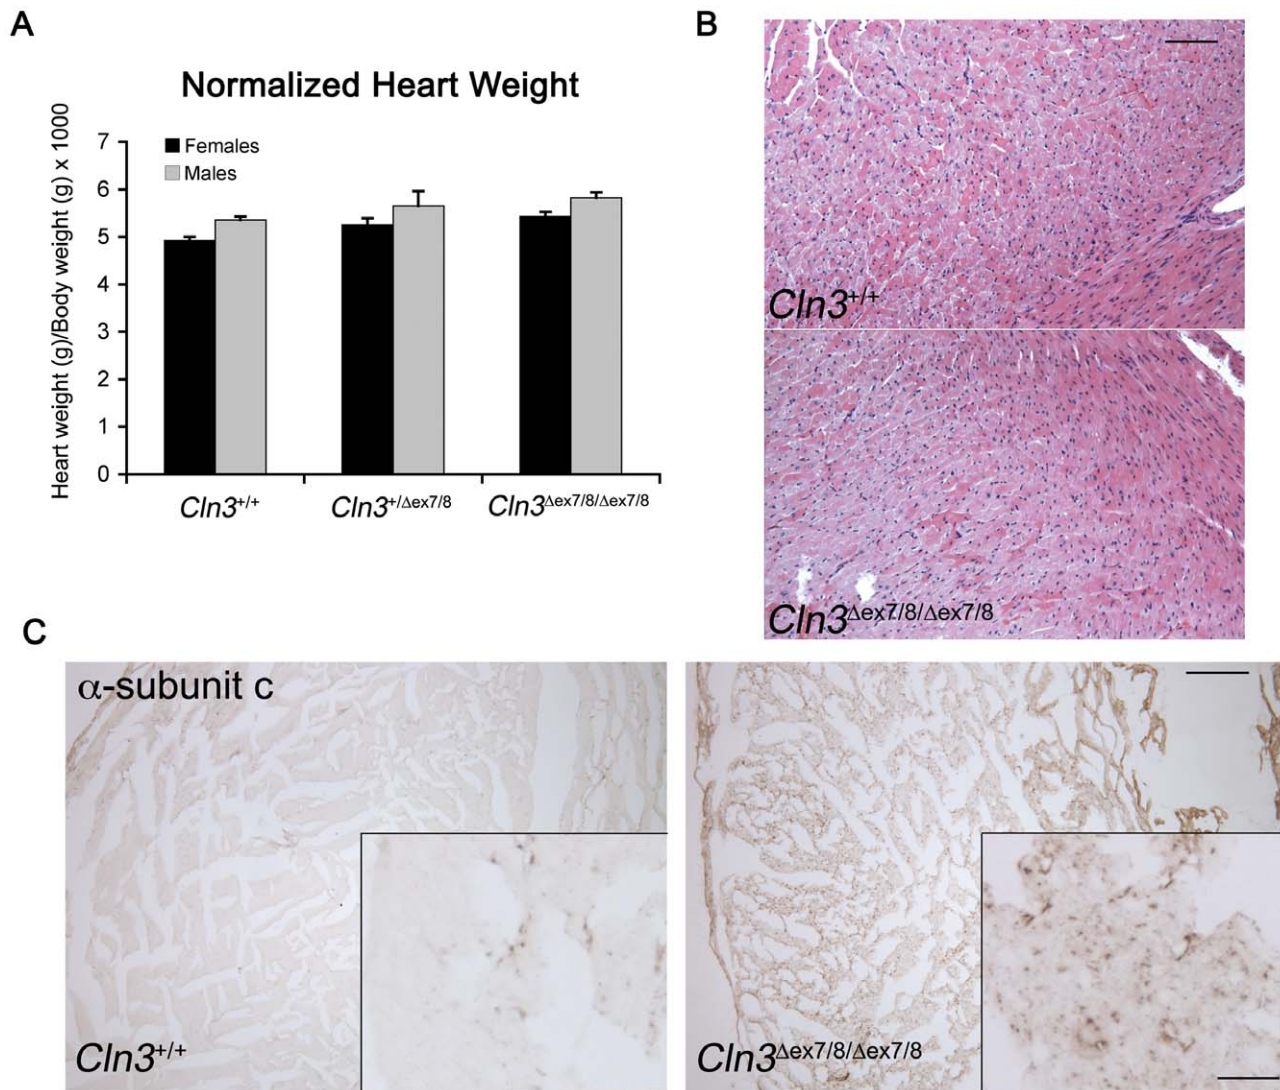 A
Normalized Heart Weight
Heart weight (g)/Body weight (g) x 1000
7
6
5
4
3
2
1
0
Females
Males
Cln3+/+
Cln3+/Δex7/8
Cln3Δex7/8/Δex7/8
B
Cln3+/+
Cln3Δex7/8/Δex7/8
C
α-subunit c
Cln3+/+
Cln3Δex7/8/Δex7/8